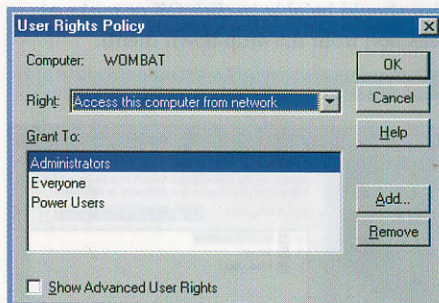 User Rights Policy
Computer: WOMBAT
OK
Right: Access this computer from network
Cancel
Help
Grant To:
Administrators
Everyone
Power Users
Add...
Remove
Show Advanced User Rights